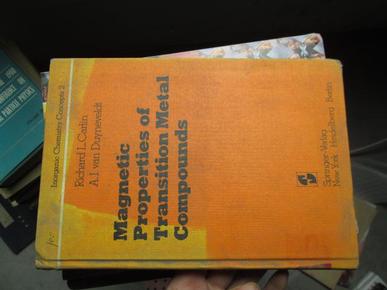 Inorganic Chemistry Concepts 2
Richard L. Carlin
A. J. van Duyneveldt
Magnetic
Properties of
Transition Metal
Compounds
Springer-Verlag
New York Heidelberg Berlin